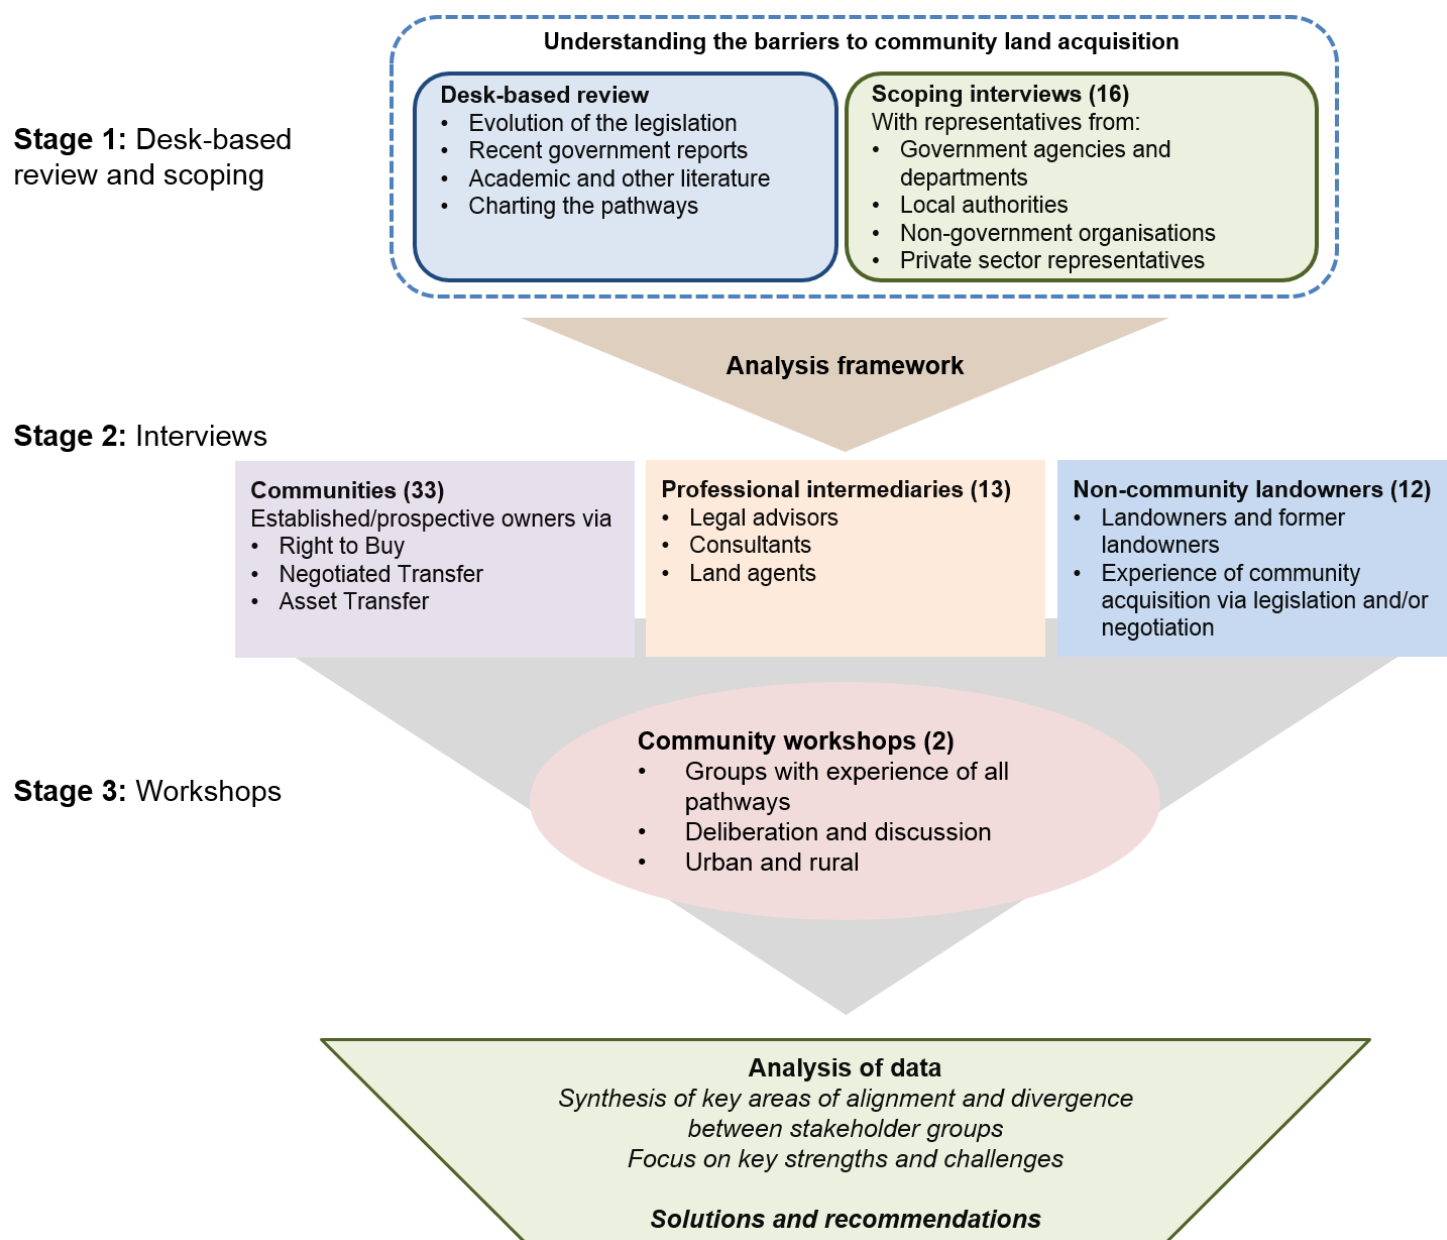 Understanding the barriers to community land acquisition
Stage 1: Desk-based
review and scoping
Desk-based review
• Evolution of the legislation
• Recent government reports
• Academic and other literature
• Charting the pathways
Scoping interviews (16)
With representatives from:
• Government agencies and
departments
• Local authorities
• Non-government organisations
• Private sector representatives
Analysis framework
Stage 2: Interviews
Communities (33)
Established/prospective owners via
• Right to Buy
• Negotiated Transfer
• Asset Transfer
Professional intermediaries (13)
• Legal advisors
• Consultants
• Land agents
Non-community landowners (12)
• Landowners and former
landowners
• Experience of community
acquisition via legislation and/or
negotiation
Stage 3: Workshops
Community workshops (2)
• Groups with experience of all
pathways
• Deliberation and discussion
• Urban and rural
Analysis of data
Synthesis of key areas of alignment and divergence
between stakeholder groups
Focus on key strengths and challenges
Solutions and recommendations